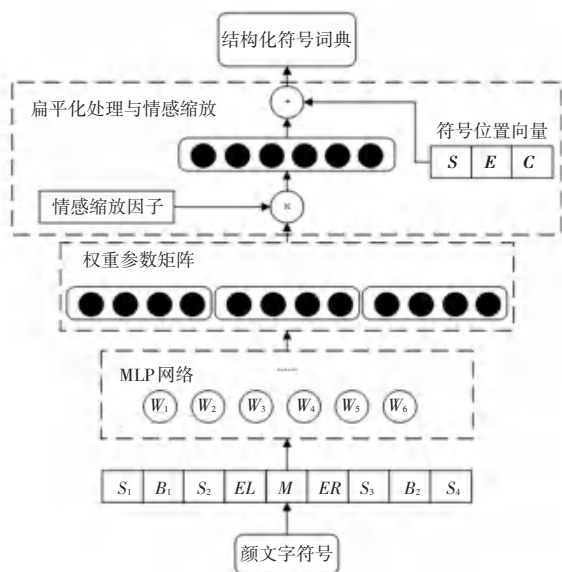 结构化符号词典
扁平化处理与情感缩放
+
符号位置向量
S E C
情感缩放因子
权重参数矩阵
MLP网络
W₁ W₂ W₃ W₄ W₅ W₆
S₁ B₁ S₂ EL M ER S₃ B₂ S₄
颜文字符号